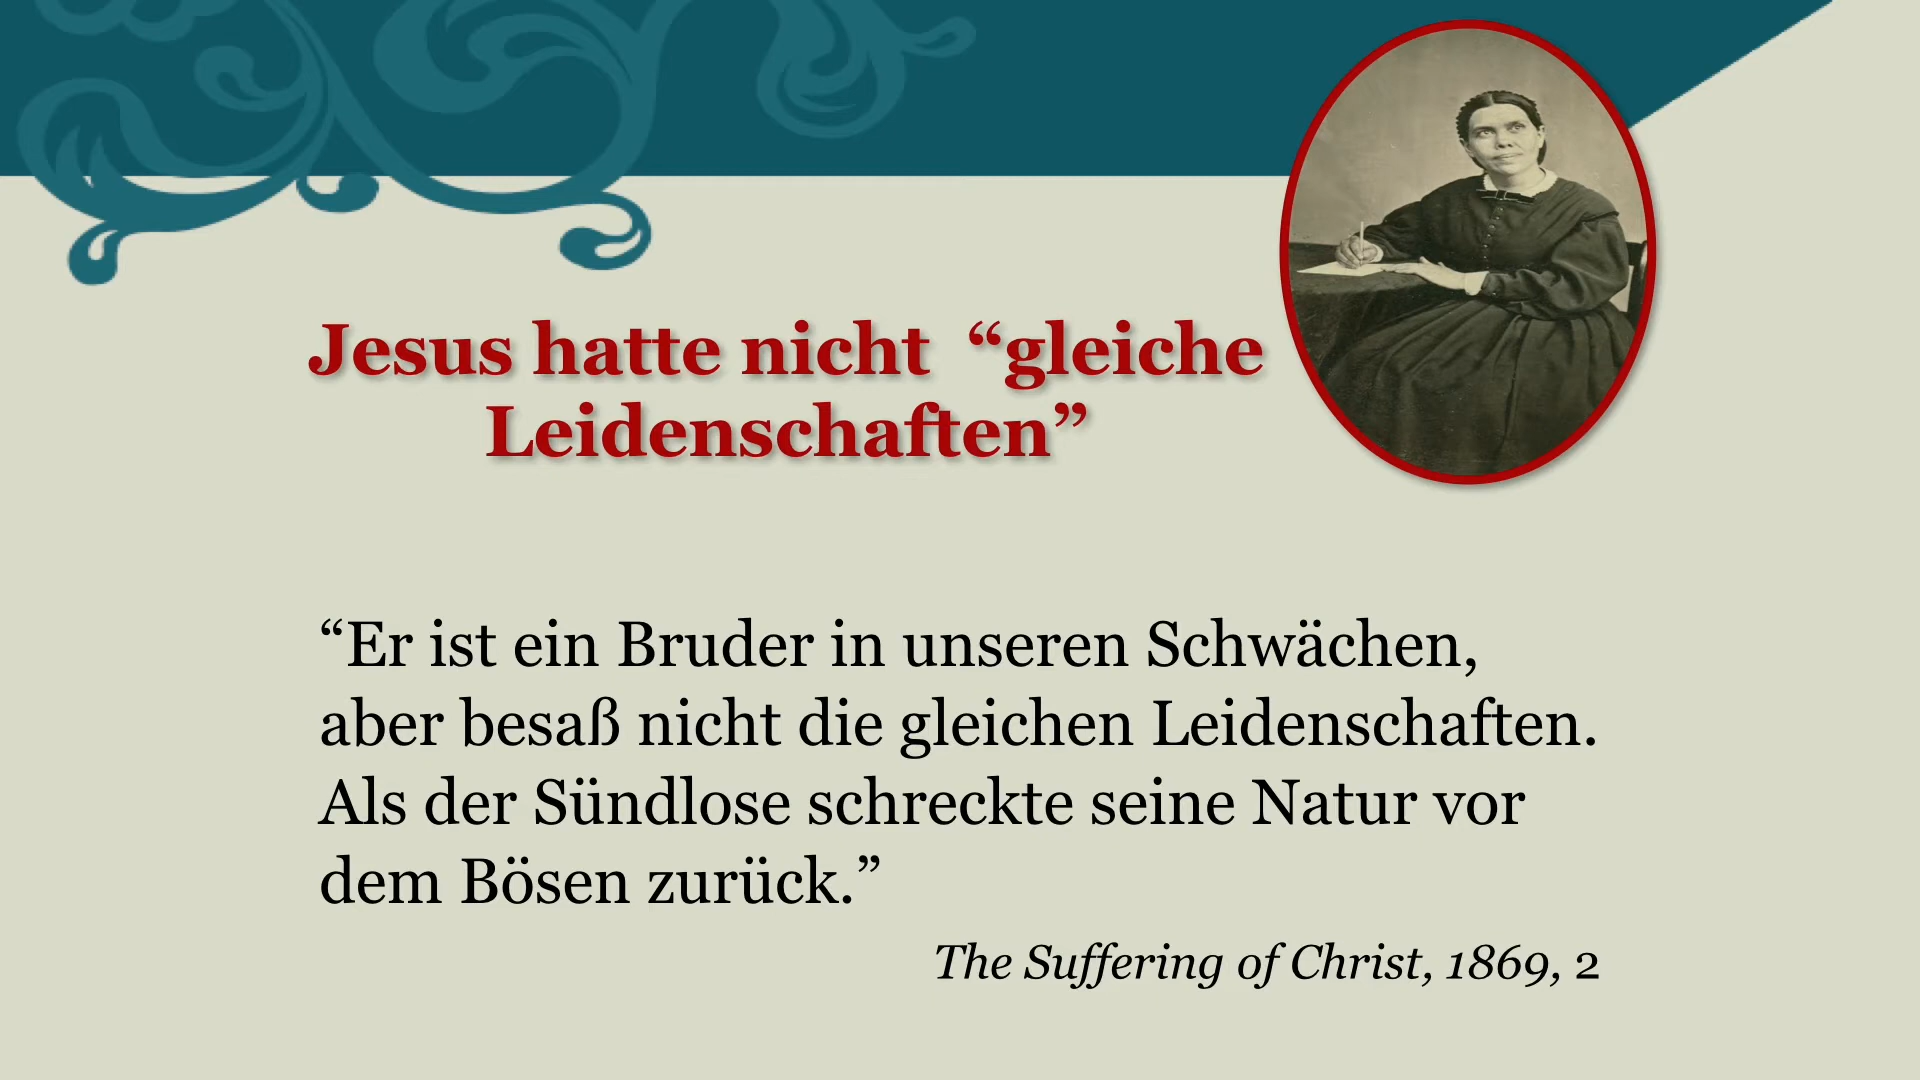 Jesus hatte nicht “gleiche
Leidenschaften”
“Er ist ein Bruder in unseren Schwächen,
aber besaß nicht die gleichen Leidenschaften.
Als der Sündlose schreckte seine Natur vor
dem Bösen zurück.”
The Suffering of Christ, 1869, 2